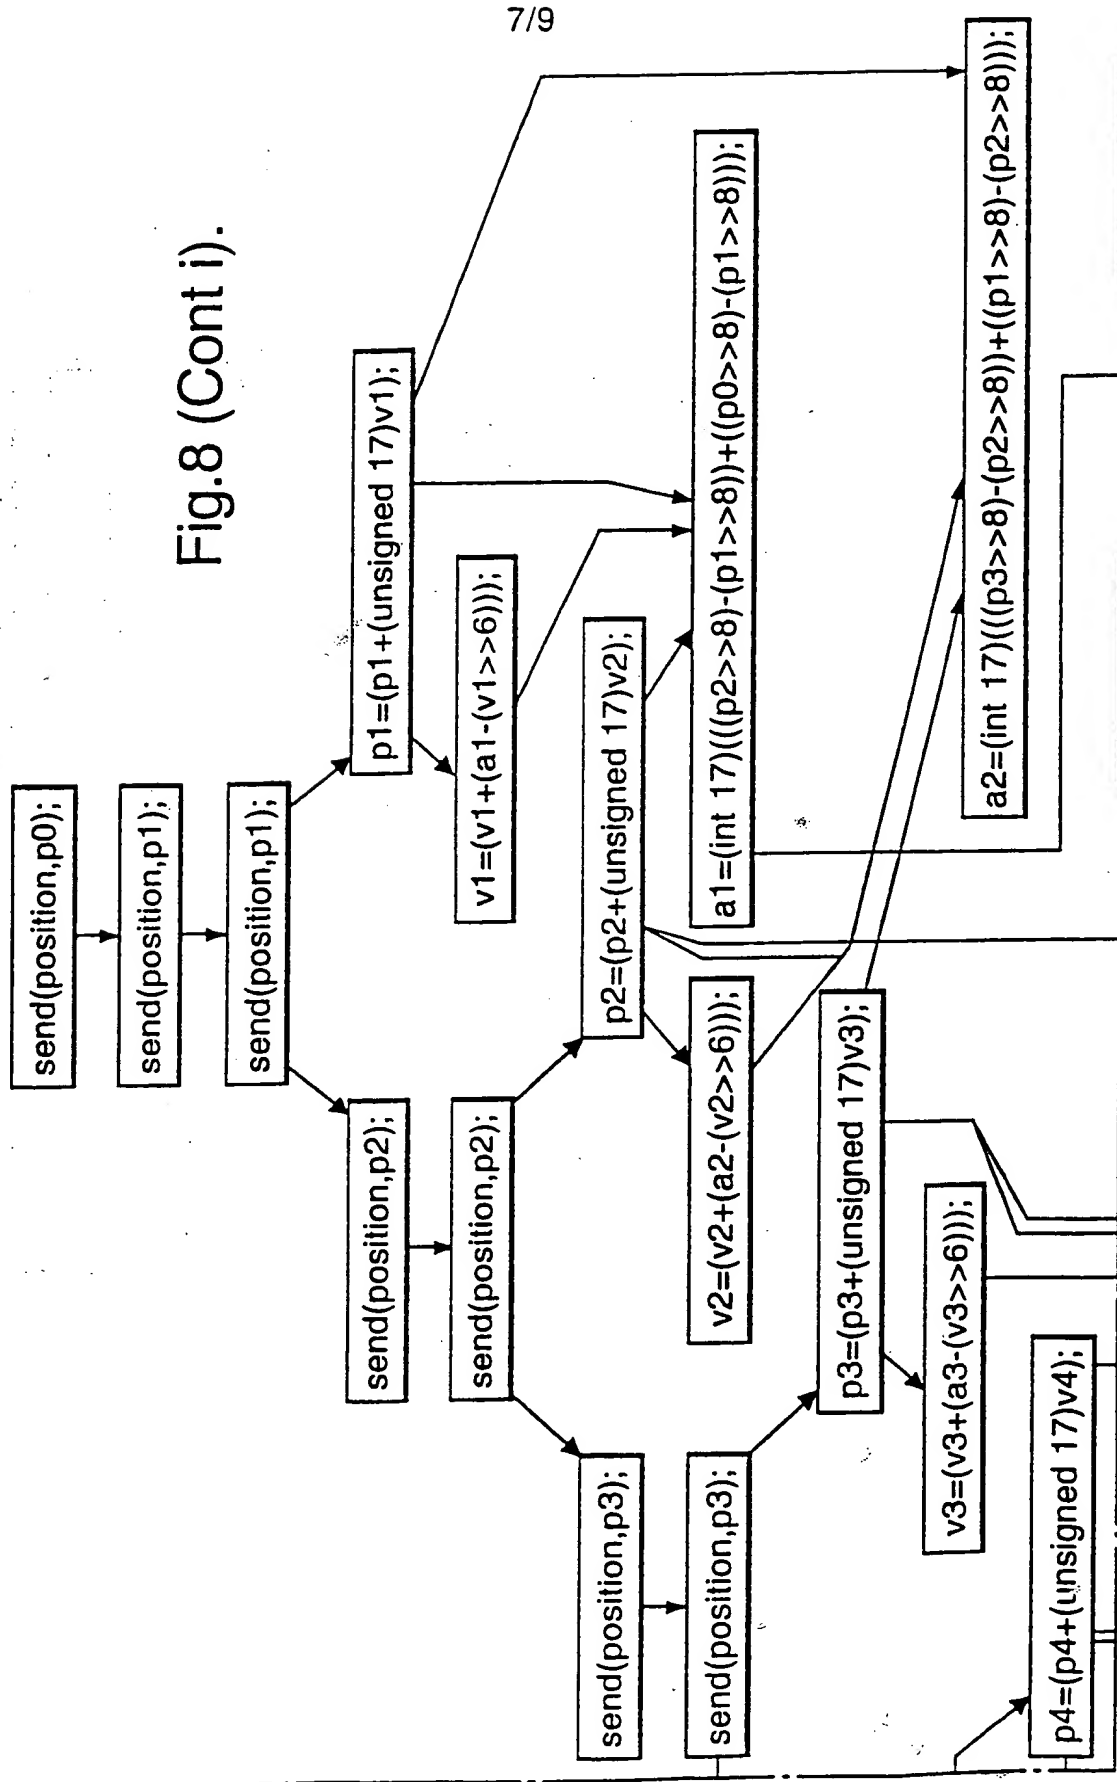 7/9
Fig.8 (Cont i).
send(position,p0);
send(position,p1);
send(position,p1);
p1=(p1+(unsigned 17)v1);
send(position,p2);
v1=(v1+(a1-(v1>>6)));
send(position,p2);
p2=(p2+(unsigned 17)v2);
send(position,p3);
a1=(int 17)(((p2>>8)-(p1>>8))+((p0>>8)-(p1>>8)));
v2=(v2+(a2-(v2>>6)));
send(position,p3);
p3=(p3+(unsigned 17)v3);
v3=(v3+(a3-(v3>>6)));
a2=(int 17)(((p3>>8)-(p2>>8))+((p1>>8)-(p2>>8)));
p4=(p4+(unsigned 17)v4);